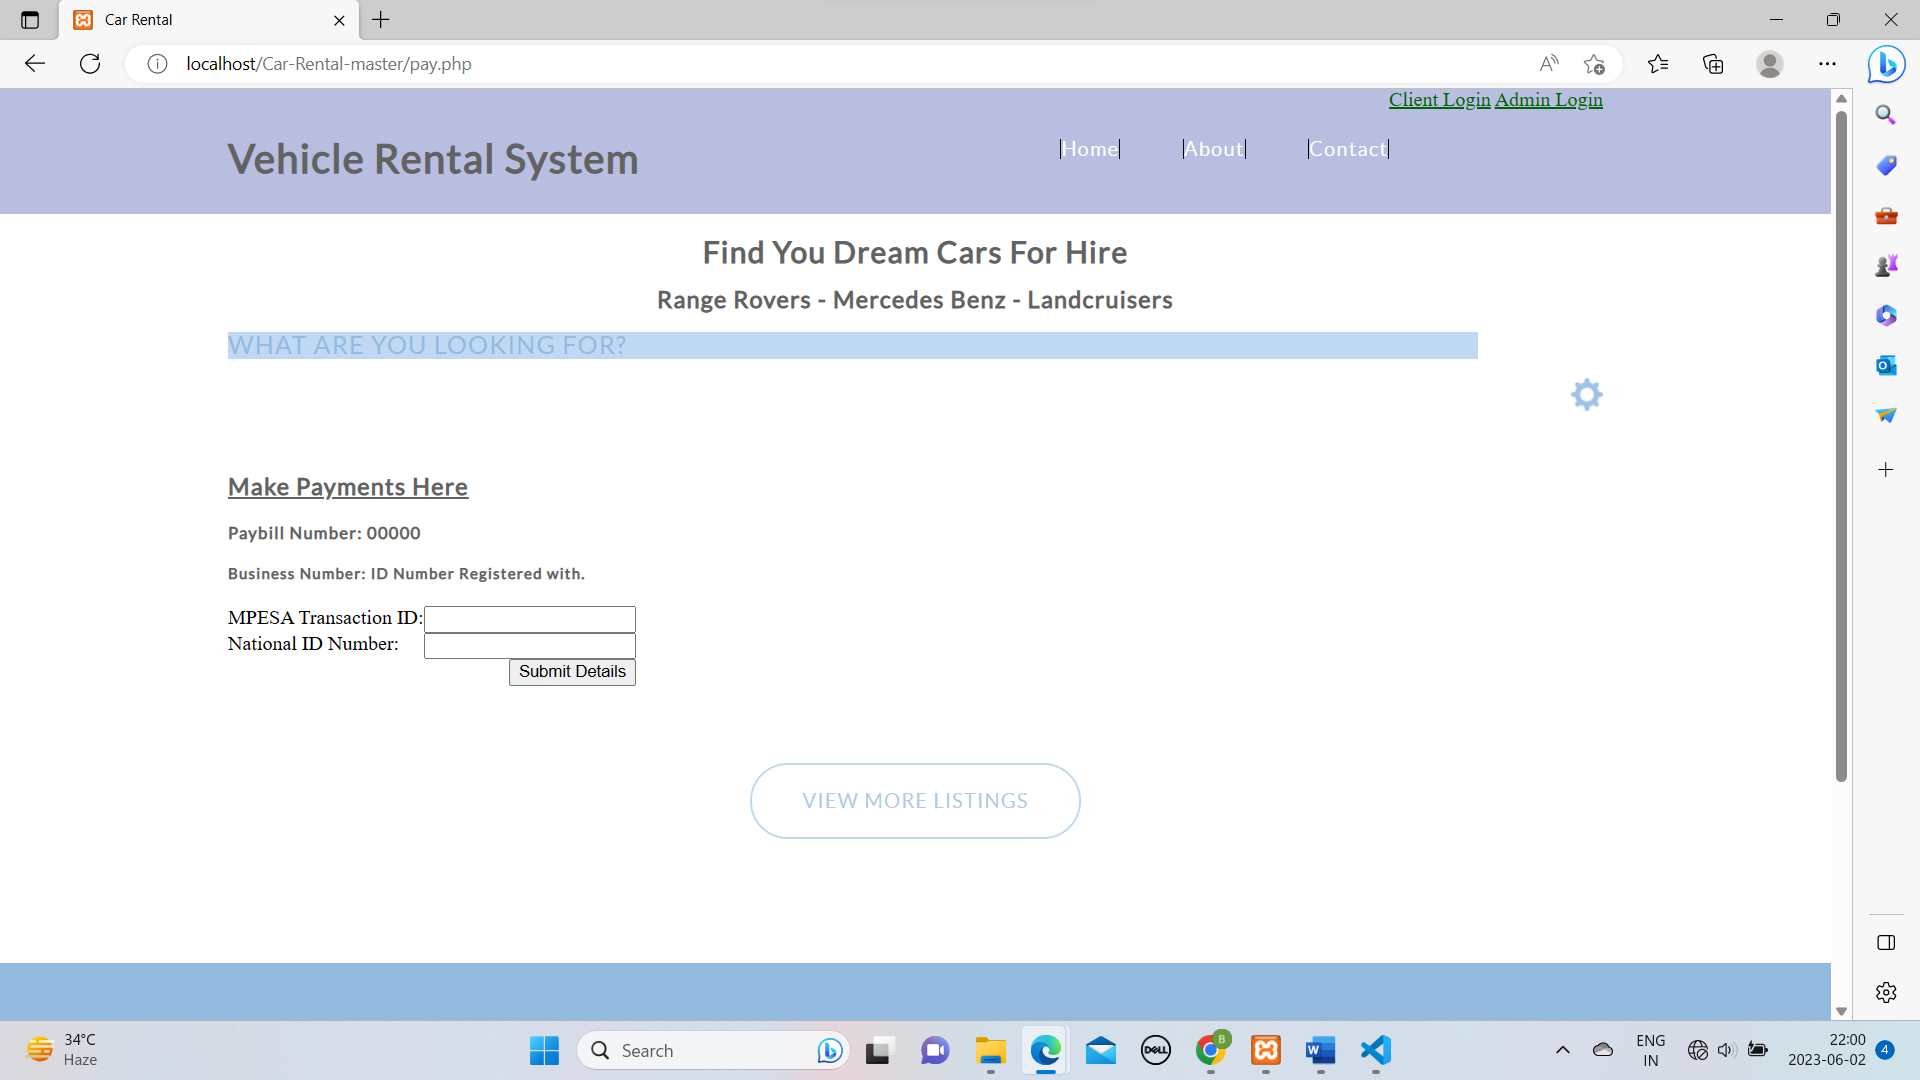 Car Rental
localhost/Car-Rental-master/pay.php
Client Login Admin Login
Vehicle Rental System
Home
About
Contact
Find You Dream Cars For Hire
Range Rovers - Mercedes Benz - Landcruisers
WHAT ARE YOU LOOKING FOR?
Make Payments Here
Paybill Number: 00000
Business Number: ID Number Registered with.
MPESA Transaction ID:
National ID Number:
Submit Details
VIEW MORE LISTINGS
34°C
Haze
Search
DELL
B
ENG
IN
22:00
2023-06-02
4